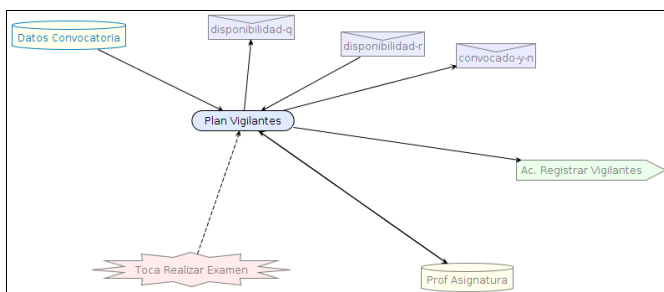 disponibilidad-q
Datos Convocatoria
disponibilidad-r
convocado-y-n
Plan Vigilantes
Ac. Registrar Vigilantes
Toca Realizar Examen
Prof Asignatura